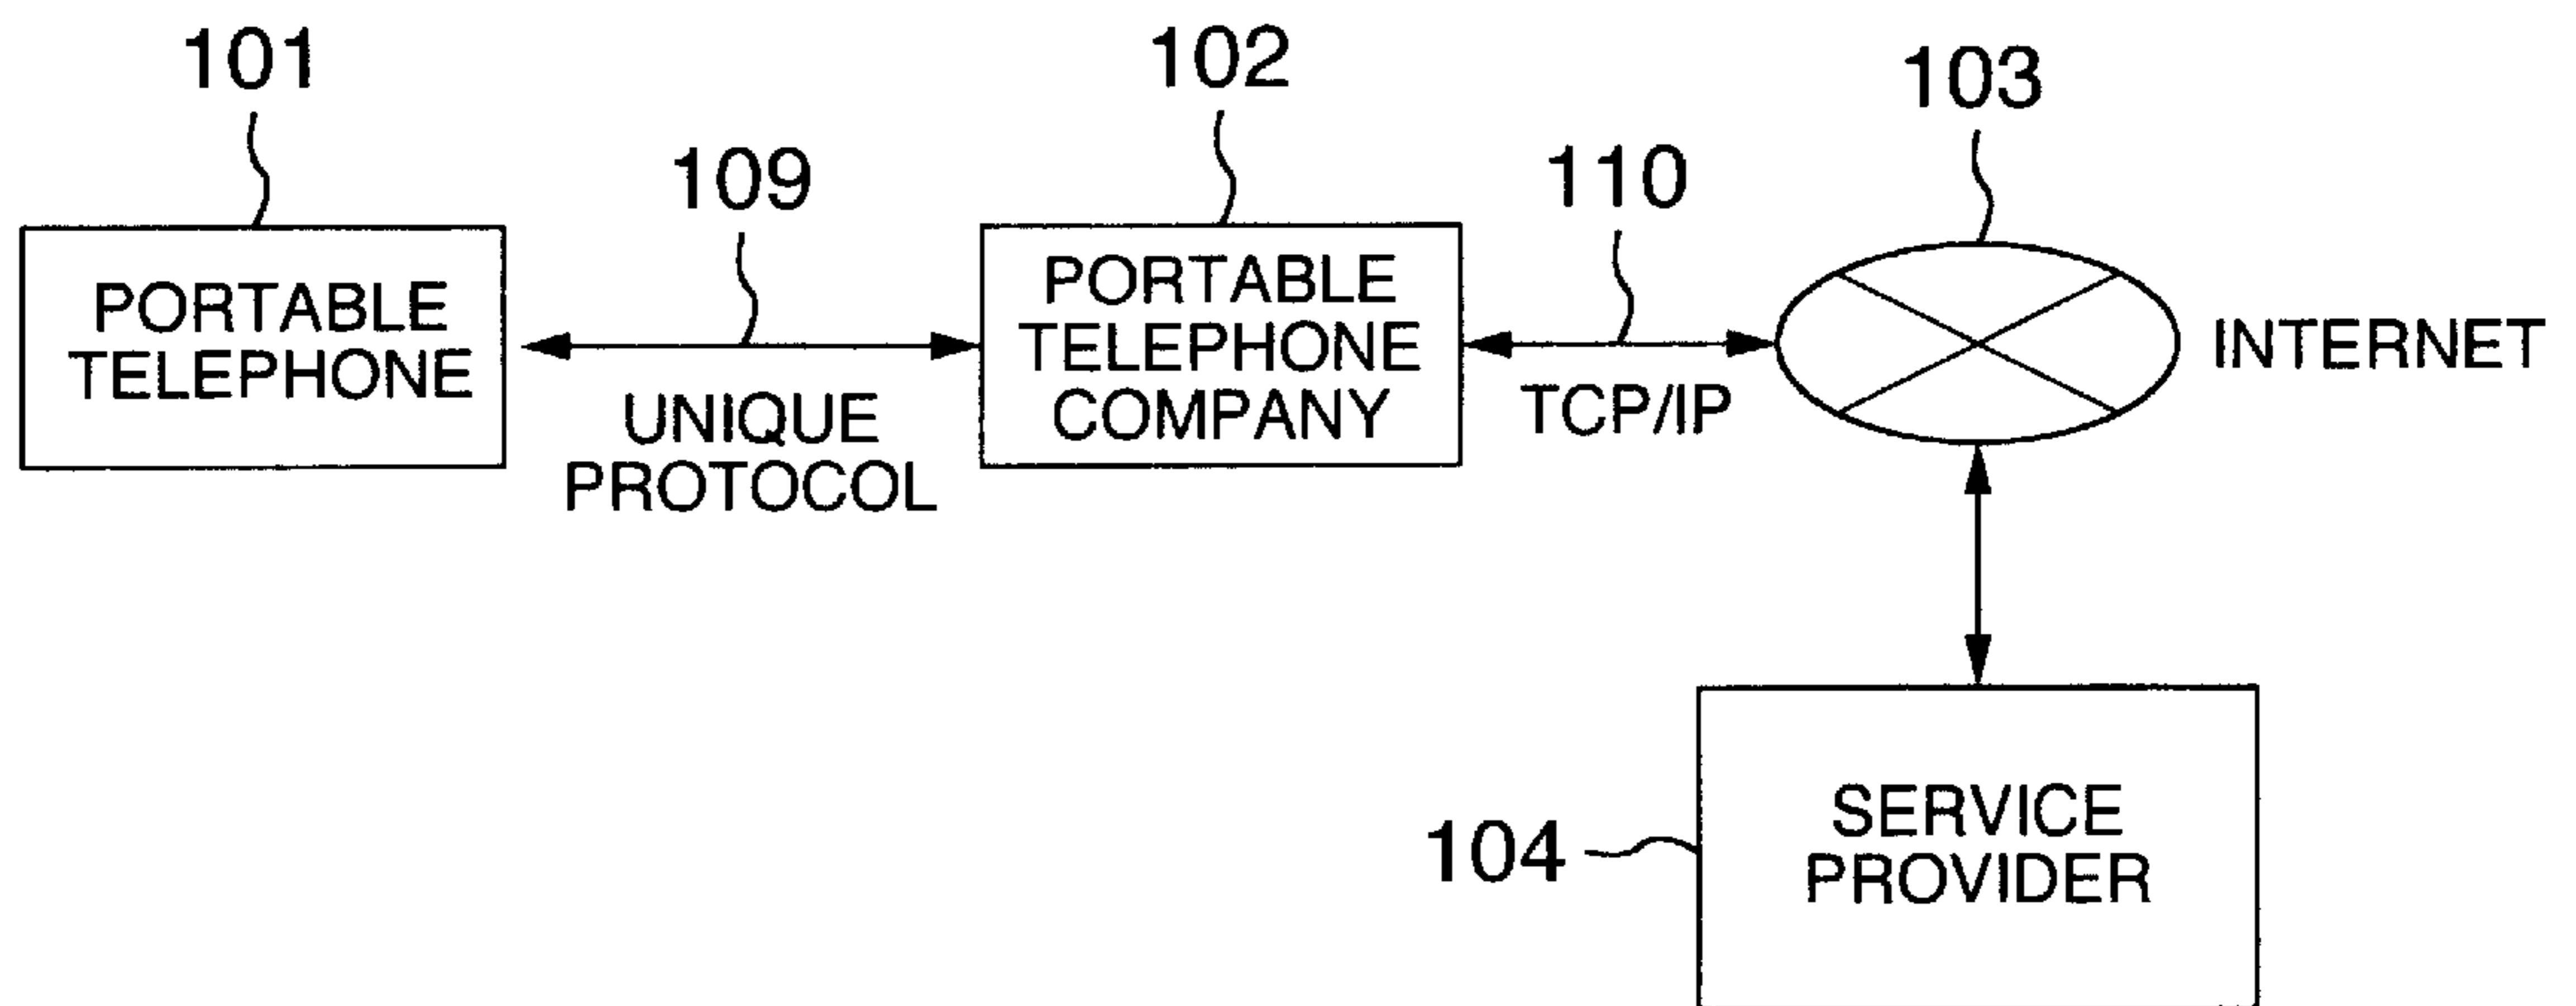 101
102
103
109
110
PORTABLE
TELEPHONE
UNIQUE
PROTOCOL
PORTABLE
TELEPHONE
COMPANY
TCP/IP
INTERNET
104
SERVICE
PROVIDER